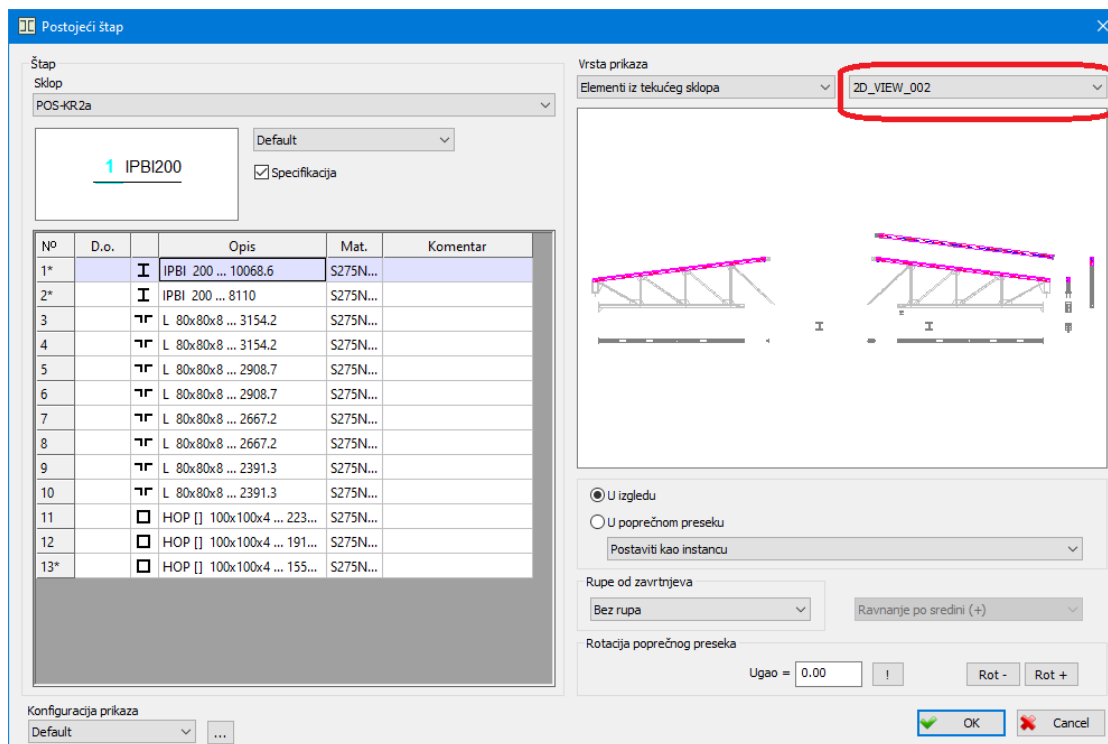 Postojeći štap
Štap
Sklop
POS-KR2a
1 IPBI200
Default
Specifikacija
Nº D.o. Opis Mat. Komentar
1* IPBI 200 ... 10068.6 S275N...
2* IPBI 200 ... 8110 S275N...
3 L 80x80x8 ... 3154.2 S275N...
4 L 80x80x8 ... 3154.2 S275N...
5 L 80x80x8 ... 2908.7 S275N...
6 L 80x80x8 ... 2908.7 S275N...
7 L 80x80x8 ... 2667.2 S275N...
8 L 80x80x8 ... 2667.2 S275N...
9 L 80x80x8 ... 2391.3 S275N...
10 L 80x80x8 ... 2391.3 S275N...
11 HOP [] 100x100x4 ... 223... S275N...
12 HOP [] 100x100x4 ... 191... S275N...
13* HOP [] 100x100x4 ... 155... S275N...
Konfiguracija prikaza
Default ...
Vrsta prikaza
Elementi iz tekućeg sklopa 2D_VIEW_002
U izgledu
U poprečnom preseku
Postaviti kao instancu
Rupe od zavrtnjeva
Bez rupa Ravnanje po sredini (+)
Rotacija poprečnog preseka
Ugao = 0.00 ! Rot - Rot +
OK Cancel